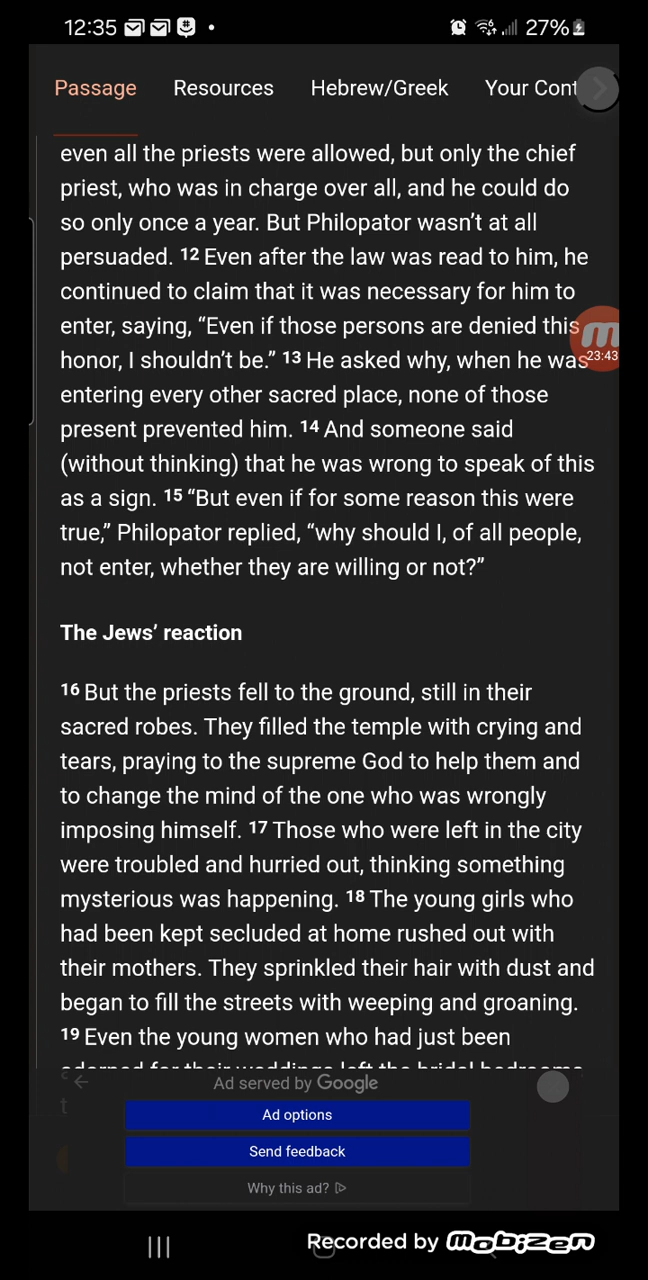 12:35
27%
Passage Resources Hebrew/Greek Your Cont
even all the priests were allowed, but only the chief
priest, who was in charge over all, and he could do
so only once a year. But Philopator wasn’t at all
persuaded. 12 Even after the law was read to him, he
continued to claim that it was necessary for him to
enter, saying, “Even if those persons are denied this
honor, I shouldn’t be.” 13 He asked why, when he was
23:43
entering every other sacred place, none of those
present prevented him. 14 And someone said
(without thinking) that he was wrong to speak of this
as a sign. 15 “But even if for some reason this were
true,” Philopator replied, “why should I, of all people,
not enter, whether they are willing or not?”
The Jews’ reaction
16 But the priests fell to the ground, still in their
sacred robes. They filled the temple with crying and
tears, praying to the supreme God to help them and
to change the mind of the one who was wrongly
imposing himself. 17 Those who were left in the city
were troubled and hurried out, thinking something
mysterious was happening. 18 The young girls who
had been kept secluded at home rushed out with
their mothers. They sprinkled their hair with dust and
began to fill the streets with weeping and groaning.
19 Even the young women who had just been
adorned for their weddings left the bridal bedrooms
Ad served by Google
Ad options
Send feedback
Why this ad?
Recorded by mobizen